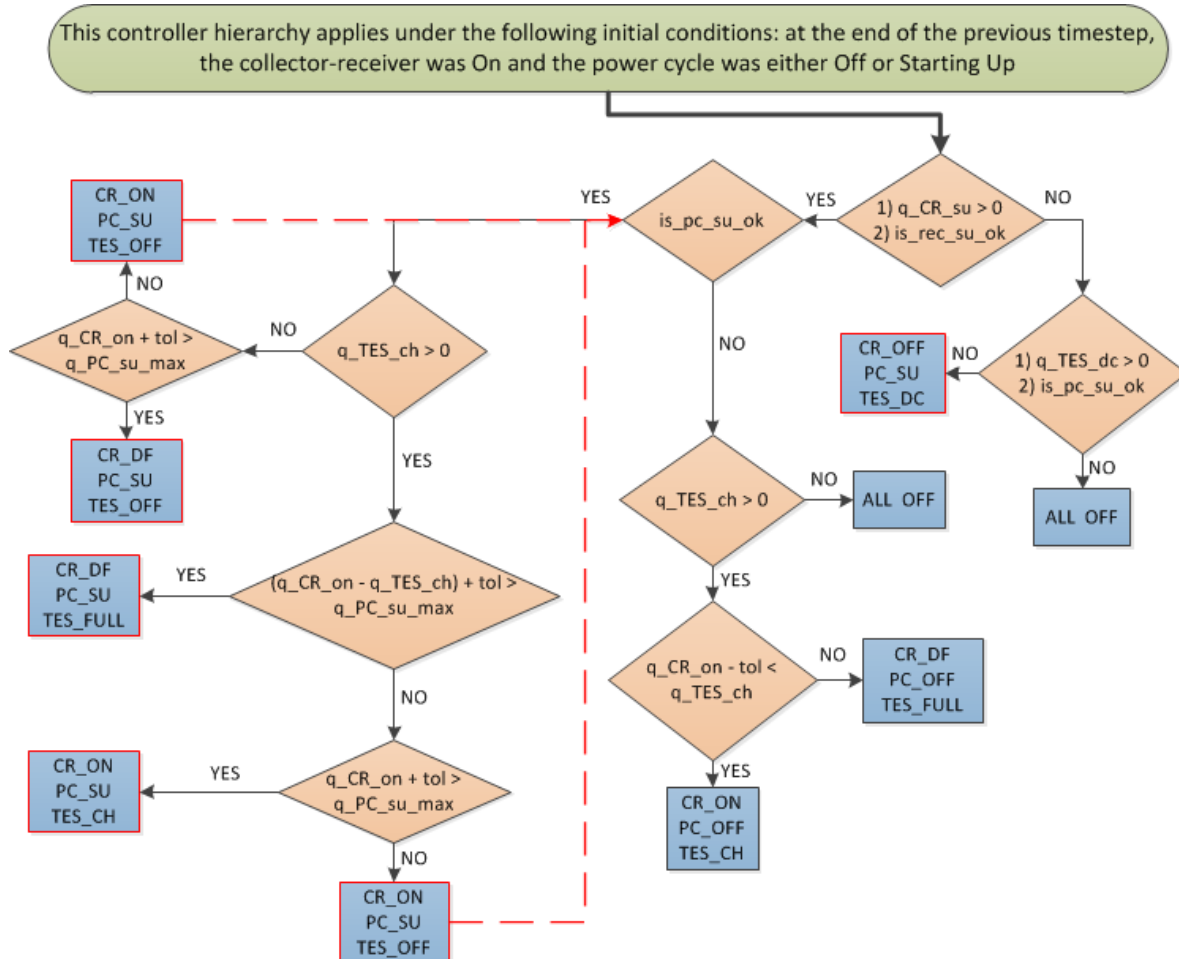 This controller hierarchy applies under the following initial conditions: at the end of the previous timestep,
the collector-receiver was On and the power cycle was either Off or Starting Up
CR_ON
PC_SU
TES_OFF
YES
is_pc_su_ok
YES
1) q_CR_su > 0
2) is_rec_su_ok
NO
NO
q_CR_on + tol >
q_PC_su_max
NO
q_TES_ch > 0
NO
CR_OFF
PC_SU
TES_DC
NO
1) q_TES_dc > 0
2) is_pc_su_ok
YES
CR_DF
PC_SU
TES_OFF
YES
q_TES_ch > 0
NO
ALL OFF
NO
ALL OFF
CR_DF
PC_SU
TES_FULL
YES
(q_CR_on - q_TES_ch) + tol >
q_PC_su_max
YES
q_CR_on - tol <
q_TES_ch
NO
CR_DF
PC_OFF
TES_FULL
NO
CR_ON
PC_SU
TES_CH
YES
q_CR_on + tol >
q_PC_su_max
YES
CR_ON
PC_OFF
TES_CH
NO
CR_ON
PC_SU
TES_OFF